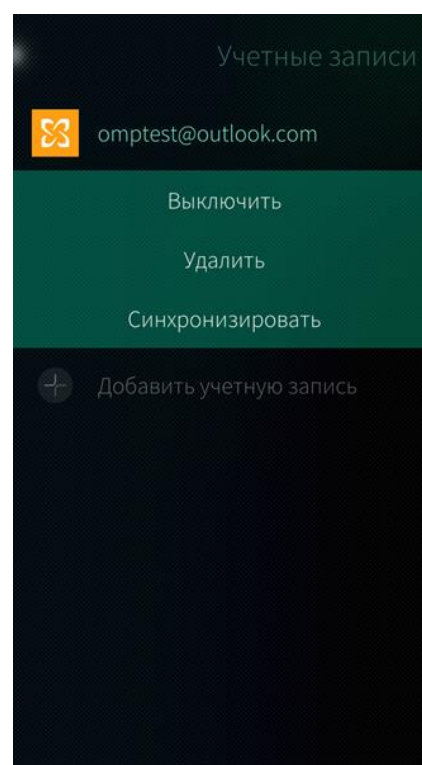 Учетные записи
omptest@outlook.com
Выключить
Удалить
Синхронизировать
Добавить учетную запись